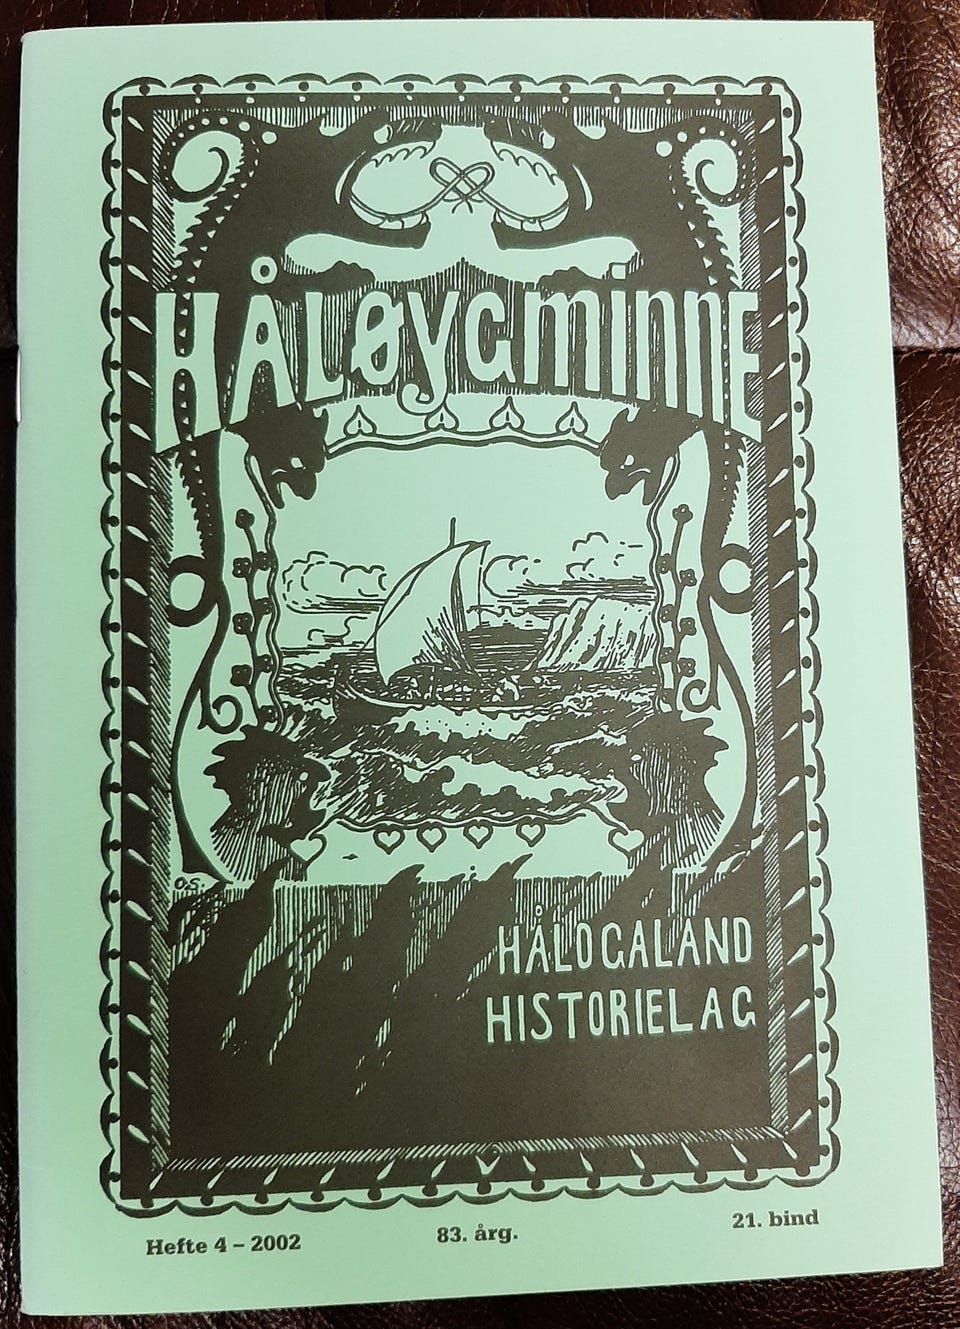 HÅLØYGMINNE
O.S.
HÅLOGALAND
HISTORIELAG
Hefte 4 – 2002
83. årg.
21. bind